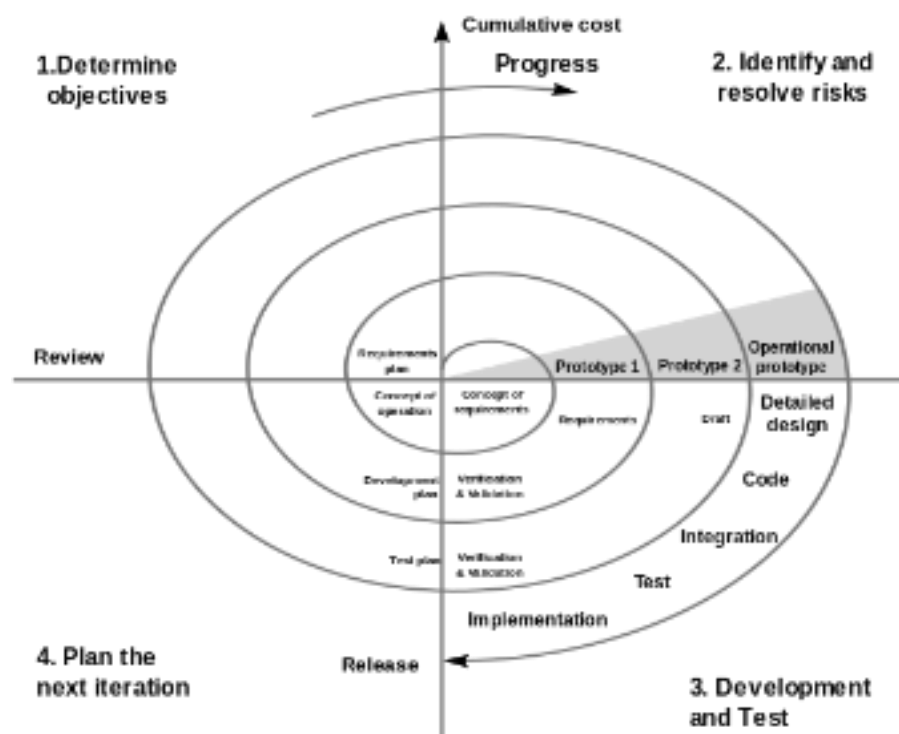 Cumulative cost
1.Determine
objectives
Progress
2. Identify and
resolve risks
Review
Requirements
plan
Prototype 1
Prototype 2
Operational
prototype
Concept of
operation
Concept of
requirements
Requirements
Draft
Detailed
design
Development
plan
Verification
& Validation
Code
Integration
Test plan
Verification
& Validation
Test
Implementation
Release
4. Plan the
next iteration
3. Development
and Test